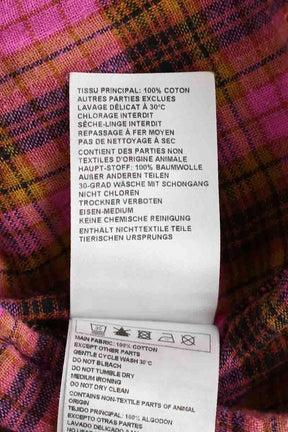 TISSU PRINCIPAL: 100% COTON
AUTRES PARTIES EXCLUES
LAVAGE DÉLICAT À 30°C
CHLORAGE INTERDIT
SÈCHE-LINGE INTERDIT
REPASSAGE À FER MOYEN
PAS DE NETTOYAGE À SEC
CONTIENT DES PARTIES NON
TEXTILES D'ORIGINE ANIMALE
HAUPT-STOFF: 100% BAUMWOLLE
AUßER ANDEREN TEILEN
30-GRAD WÄSCHE MIT SCHONGANG
NICHT CHLOREN
TROCKNER VERBOTEN
EISEN-MEDIUM
KEINE CHEMISCHE REINIGUNG
ENTHÄLT NICHTTEXTILE TEILE
TIERISCHEN URSPRUNGS
MAIN FABRIC: 100% COTTON
EXCEPT OTHER PARTS
GENTLE CYCLE WASH 30°C
DO NOT BLEACH
DO NOT TUMBLE DRY
MEDIUM IRONING
DO NOT DRY CLEAN
CONTAINS NON-TEXTILE PARTS OF ANIMAL
ORIGIN
TEJIDO PRINCIPAL: 100% ALGODON
LAVADO DELICADO A